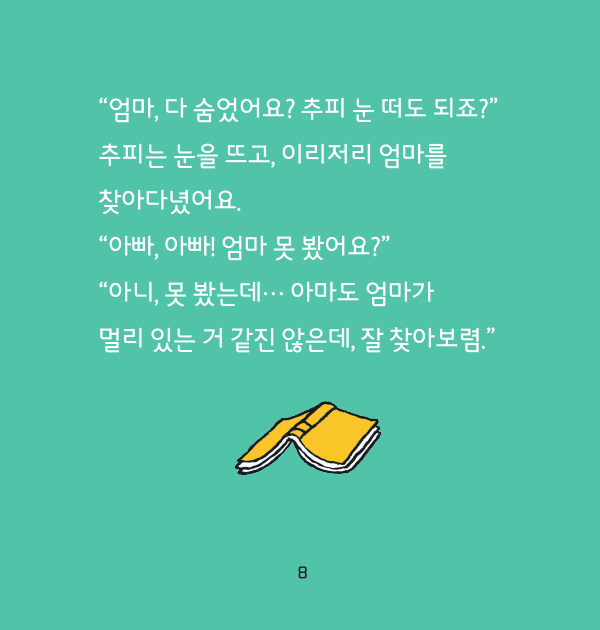 “엄마, 다 숨었어요? 추피 눈 떠도 되죠?”
추피는 눈을 뜨고, 이리저리 엄마를
찾아다녔어요.
“아빠, 아빠! 엄마 못 봤어요?”
“아니, 못 봤는데… 아마도 엄마가
멀리 있는 거 같진 않은데, 잘 찾아보렴.”
8